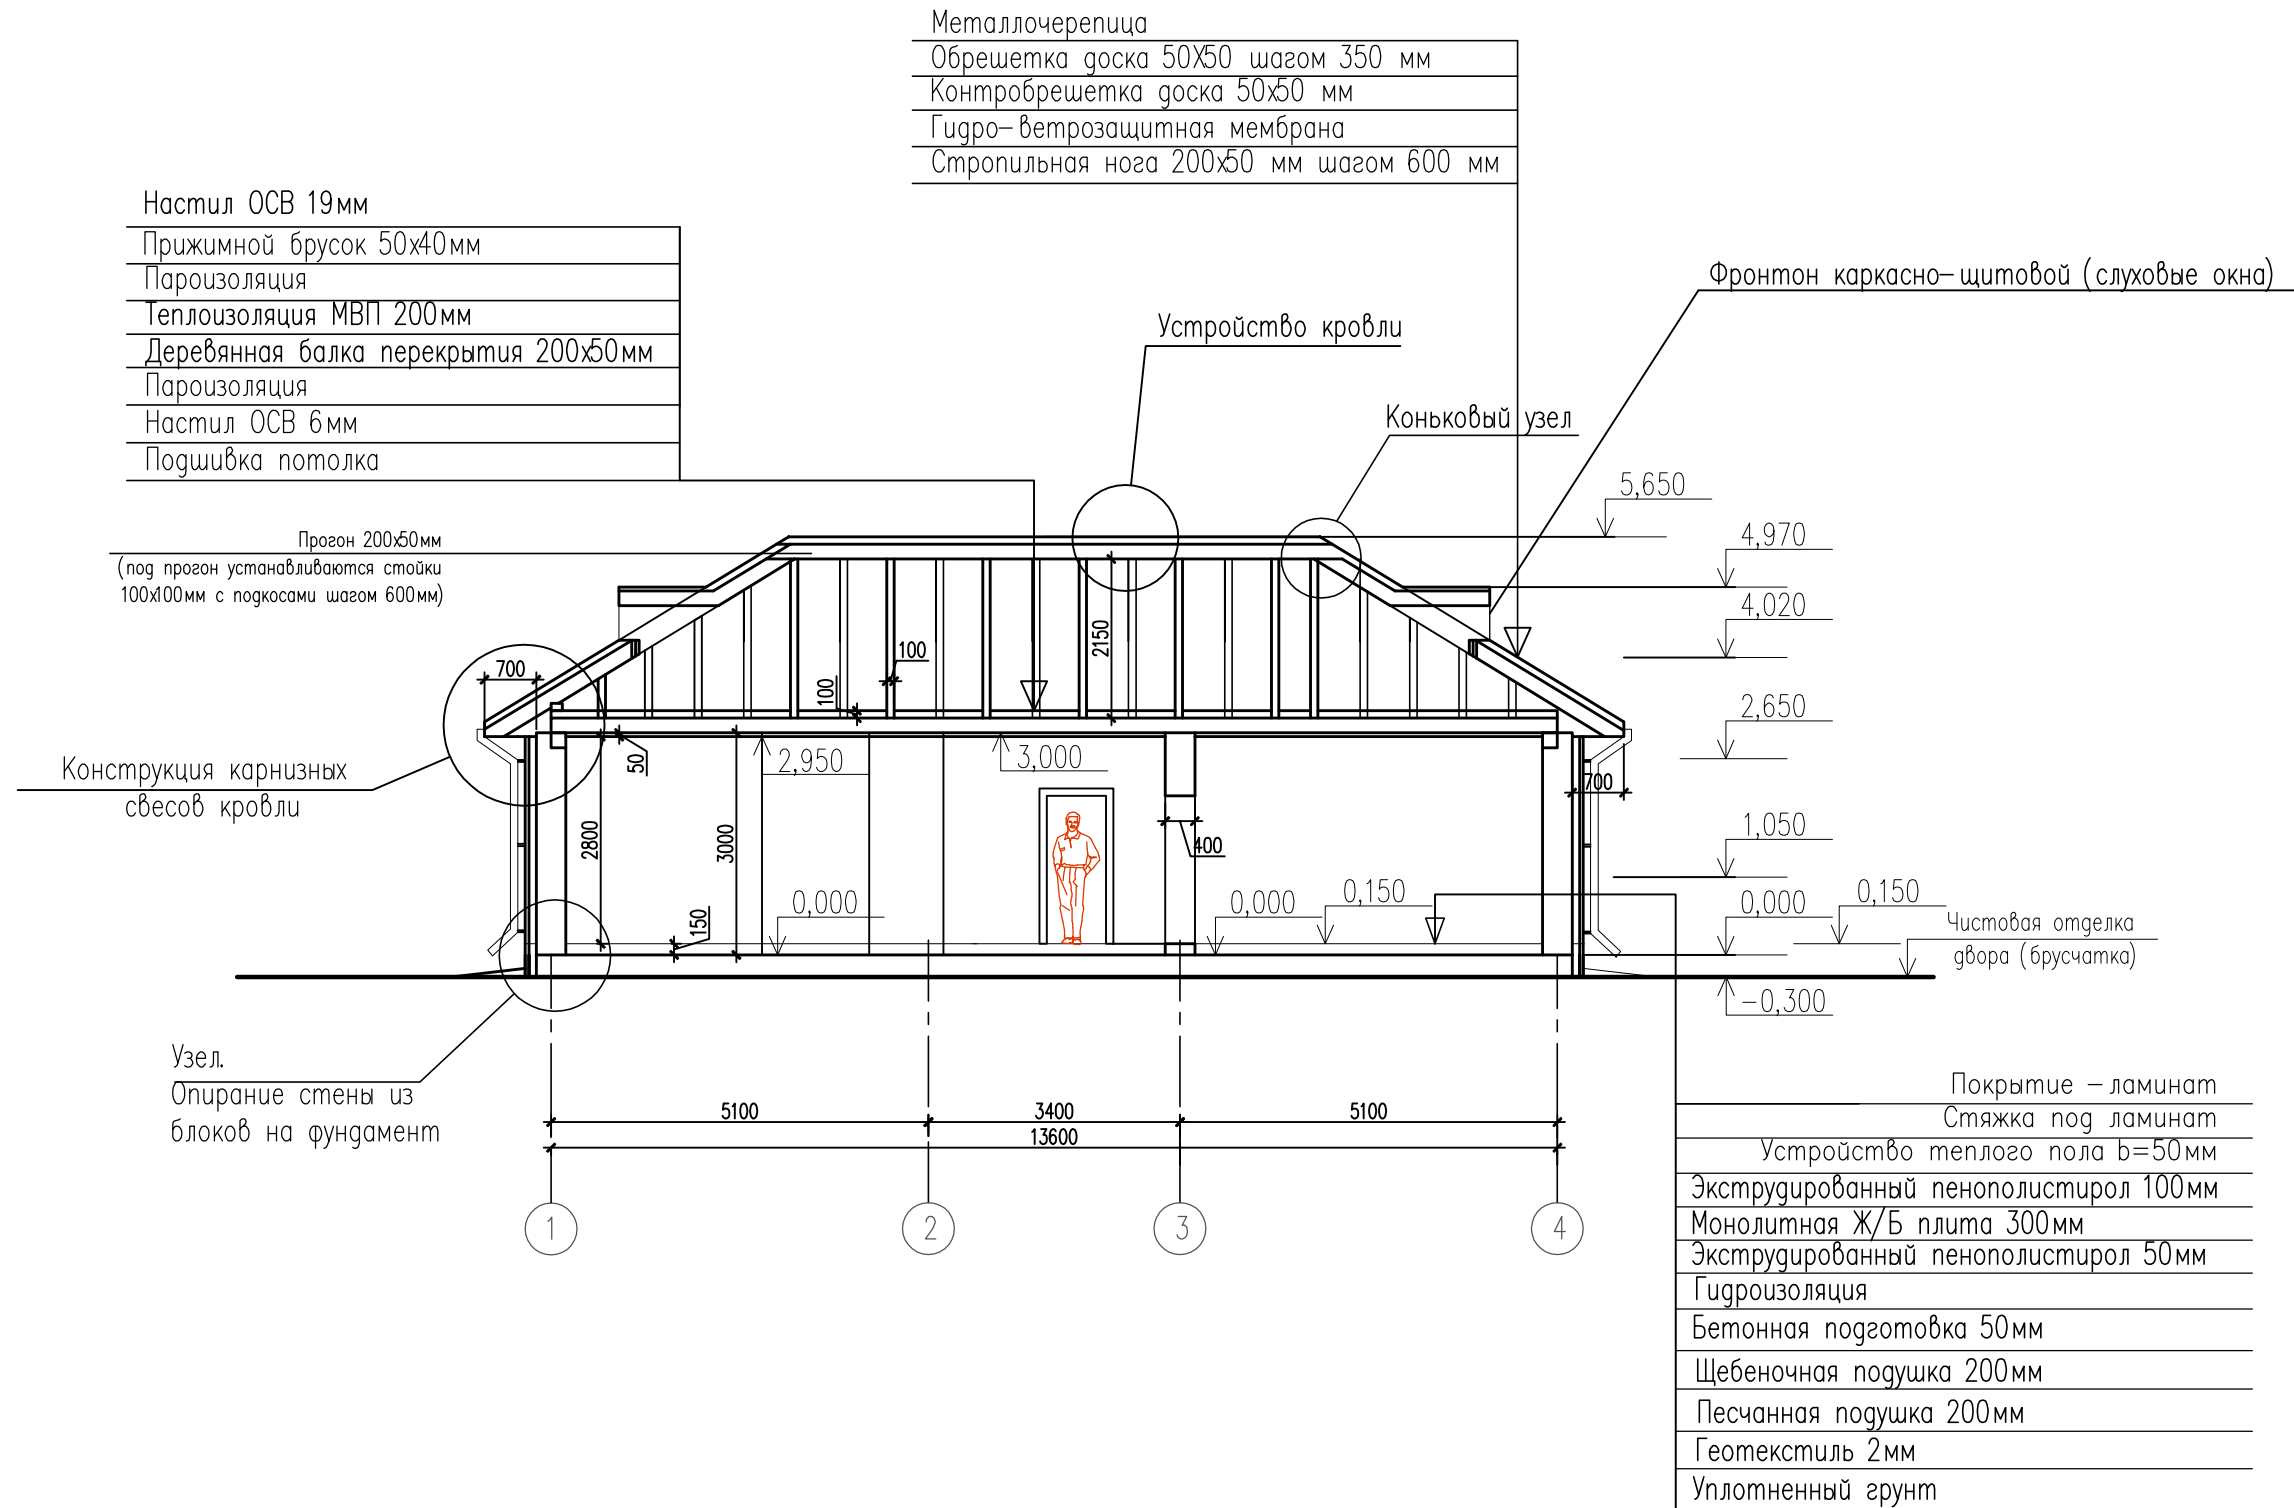 Металлочерепица
Обрешетка доска 50X50 шагом 350 мм
Контробрешетка доска 50x50 мм
Гидро-ветрозащитная мембрана
Стропильная нога 200x50 мм шагом 600 мм
Настил ОСВ 19мм
Прижимной брусок 50x40мм
Пароизоляция
Теплоизоляция МВП 200мм
Деревянная балка перекрытия 200x50мм
Пароизоляция
Настил ОСВ 6мм
Подшивка потолка
Фронтон каркасно-щитовой (слуховые окна)
Устройство кровли
Коньковый узел
Прогон 200x50мм
(под прогон устанавливаются стойки
100x100мм с подкосами шагом 600мм)
5,650
4,970
4,020
2,650
1,050
0,000
0,150
-0,300
Чистовая отделка
двора (брусчатка)
700
100
100
2150
50
2,950
3,000
700
Конструкция карнизных
свесов кровли
2800
3000
400
150
0,000
0,000
0,150
Узел.
Опирание стены из
блоков на фундамент
5100
3400
5100
13600
1
2
3
4
Покрытие - ламинат
Стяжка под ламинат
Устройство теплого пола b=50мм
Экструдированный пенополистирол 100мм
Монолитная Ж/Б плита 300мм
Экструдированный пенополистирол 50мм
Гидроизоляция
Бетонная подготовка 50мм
Щебеночная подушка 200мм
Песчанная подушка 200мм
Геотекстиль 2мм
Уплотненный грунт